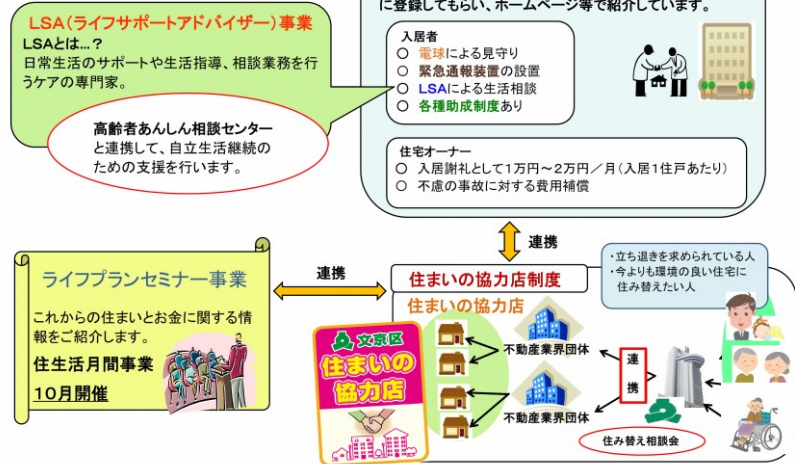 に登録してもらい、ホームページ等で紹介しています。
LSA(ライフサポートアドバイザー)事業
LSAとは…?
日常生活のサポートや生活指導、相談業務を行
うケアの専門家。
高齢者あんしん相談センター
と連携して、自立生活継続の
ための支援を行います。
入居者
○ 電球による見守り
○ 緊急通報装置の設置
○ LSAによる生活相談
○ 各種助成制度あり
住宅オーナー
○ 入居謝礼として1万円~2万円/月(入居1住戸あたり)
○ 不慮の事故に対する費用補償
連携
ライフプランセミナー事業
これからの住まいとお金に関する情
報をご紹介します。
住生活月間事業
10月開催
連携
住まいの協力店制度
住まいの協力店
・立ち退きを求められている人
・今よりも環境の良い住宅に
住み替えたい人
文京区
住まいの
協力店
不動産業界団体
不動産業界団体
連
携
住み替え相談会